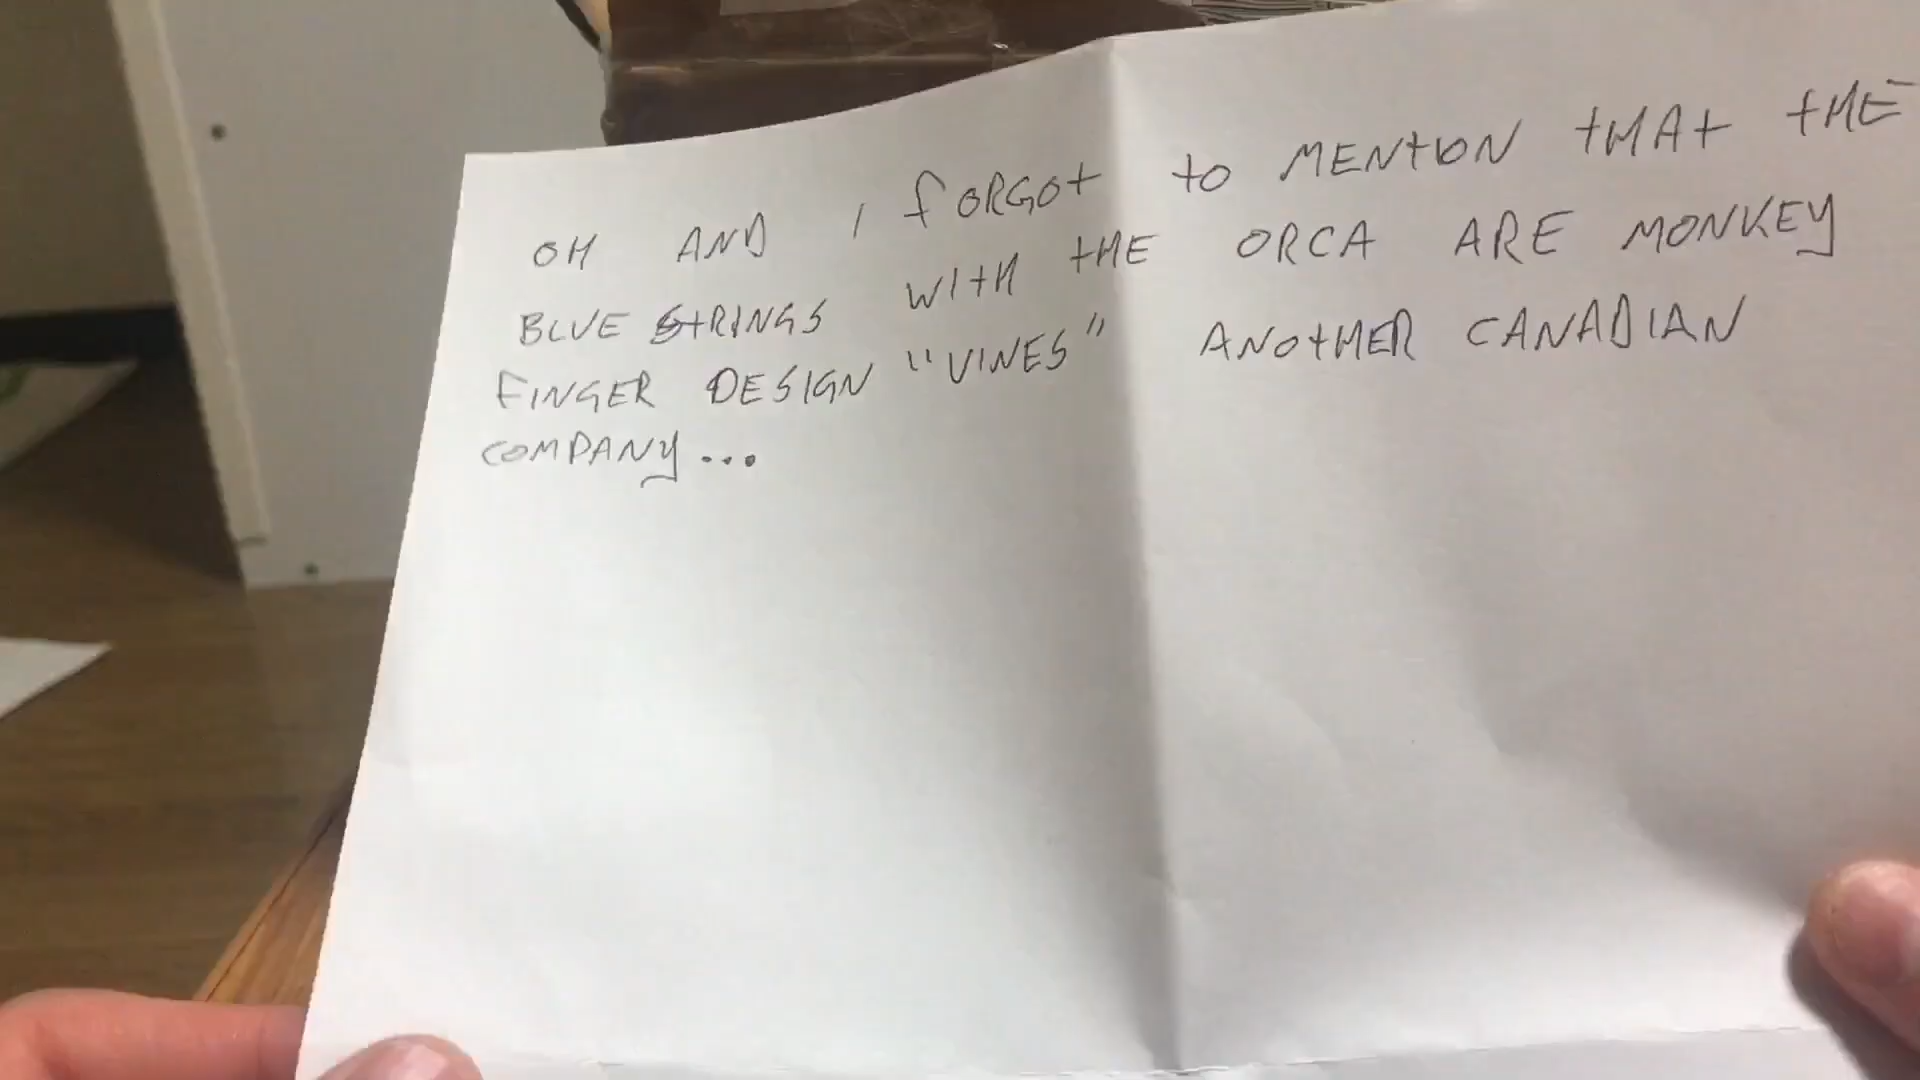 OH AND I FORGOT TO MENTION THAT THE
BLUE STRINGS WITH THE ORCA ARE MONKEY
FINGER DESIGN "VINES" ANOTHER CANADIAN
COMPANY...